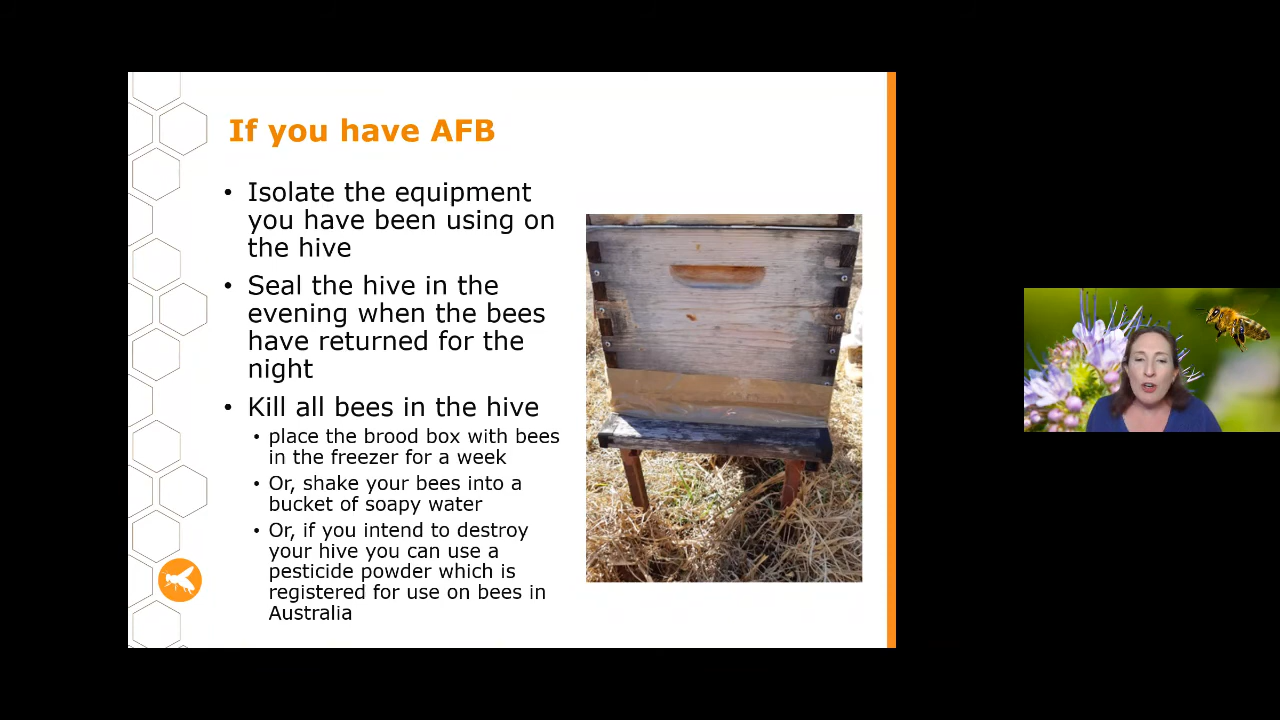 If you have AFB
• Isolate the equipment
you have been using on
the hive
• Seal the hive in the
evening when the bees
have returned for the
night
• Kill all bees in the hive
• place the brood box with bees
in the freezer for a week
• Or, shake your bees into a
bucket of soapy water
• Or, if you intend to destroy
your hive you can use a
pesticide powder which is
registered for use on bees in
Australia